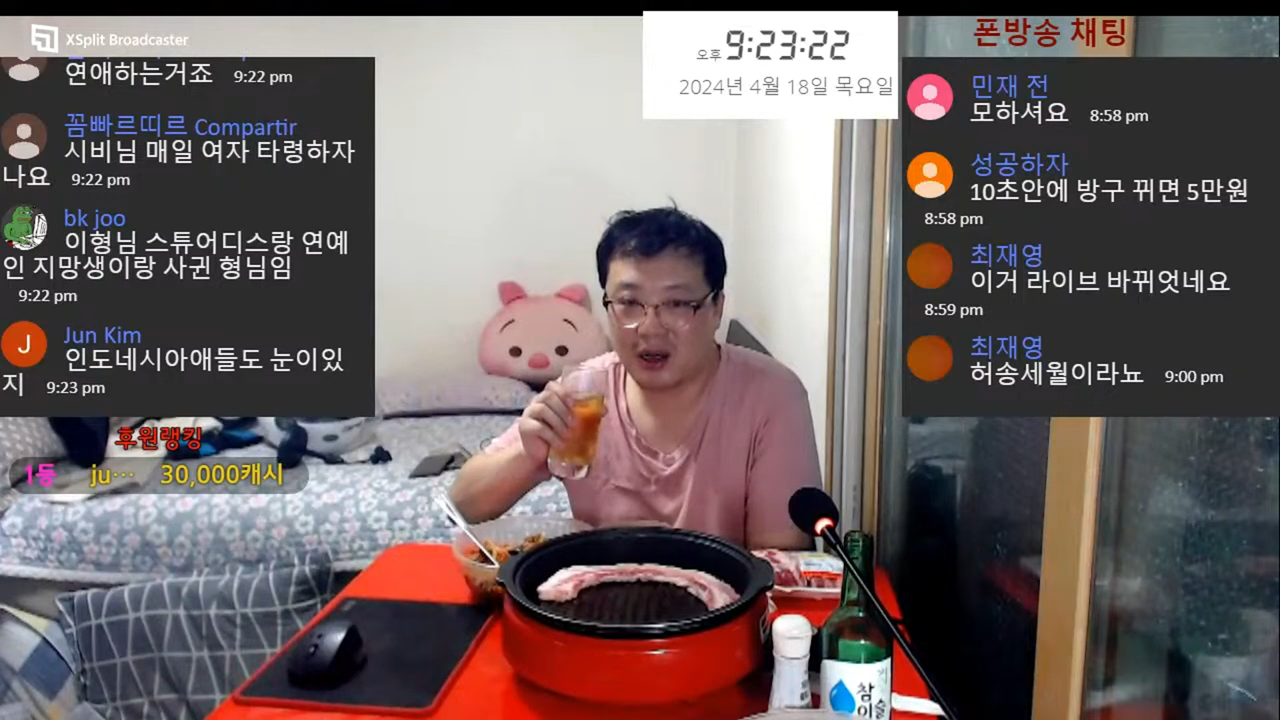 XSplit Broadcaster
연애하는거죠 9:22 pm
꼼빠르띠르 Compartir
시비님 매일 여자 타령하자
나요 9:22 pm
bk joo
이형님 스튜어디스랑 연예
인 지망생이랑 사귄 형님임
9:22 pm
J
Jun Kim
인도네시아애들도 눈이있
지 9:23 pm
후원랭킹
1등 ju… 30,000캐시
오후 9:23:22
2024년 4월 18일 목요일
폰방송 채팅
민재 전
모하셔요 8:58 pm
성공하자
10초안에 방구 뀌면 5만원
8:58 pm
최재영
이거 라이브 바뀌엇네요
8:59 pm
최재영
허송세월이라뇨 9:00 pm
참이